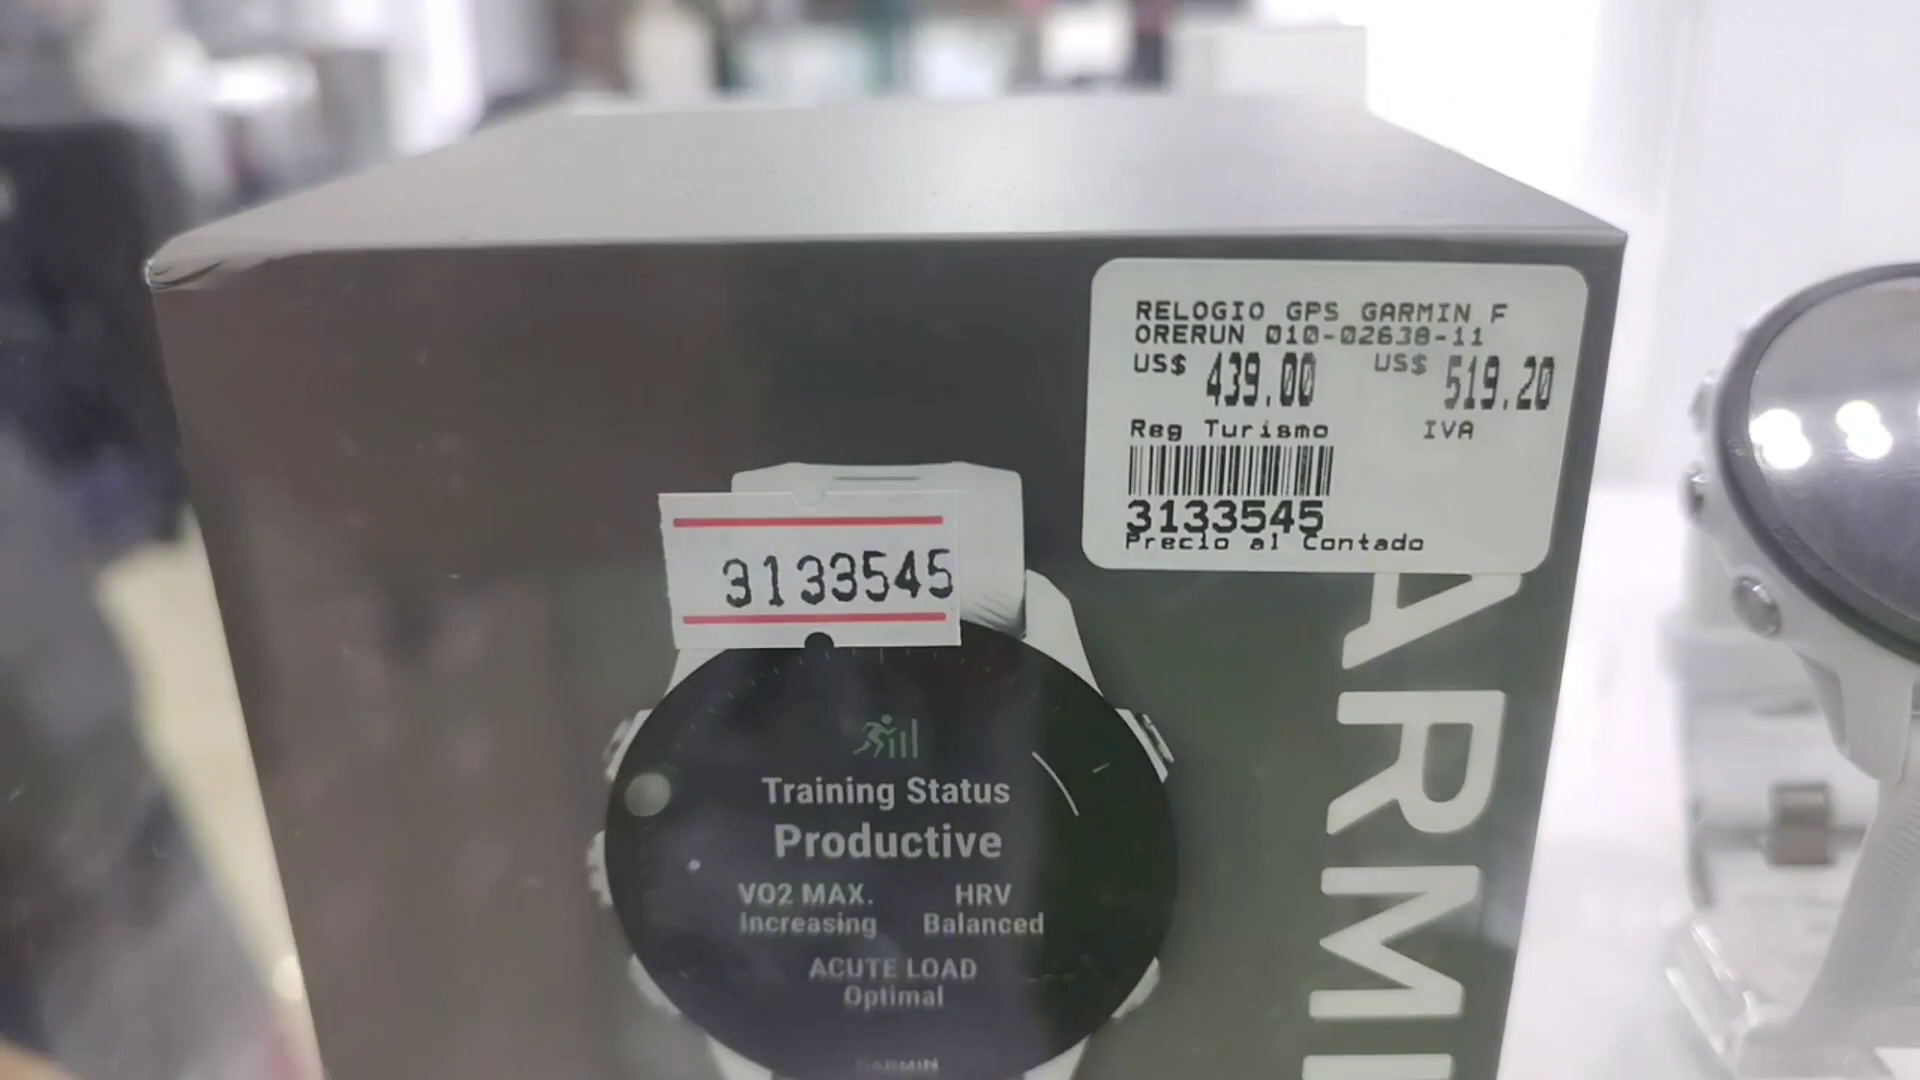 RELOGIO GPS GARMIN F
ORERUN 010-02638-11
US$ 439.00 US$ 519.20
Reg Turismo IVA
3133545
Precio al Contado
3133545
ARMI
Training Status
Productive
VO2 MAX. HRV
Increasing Balanced
ACUTE LOAD
Optimal
GARMIN